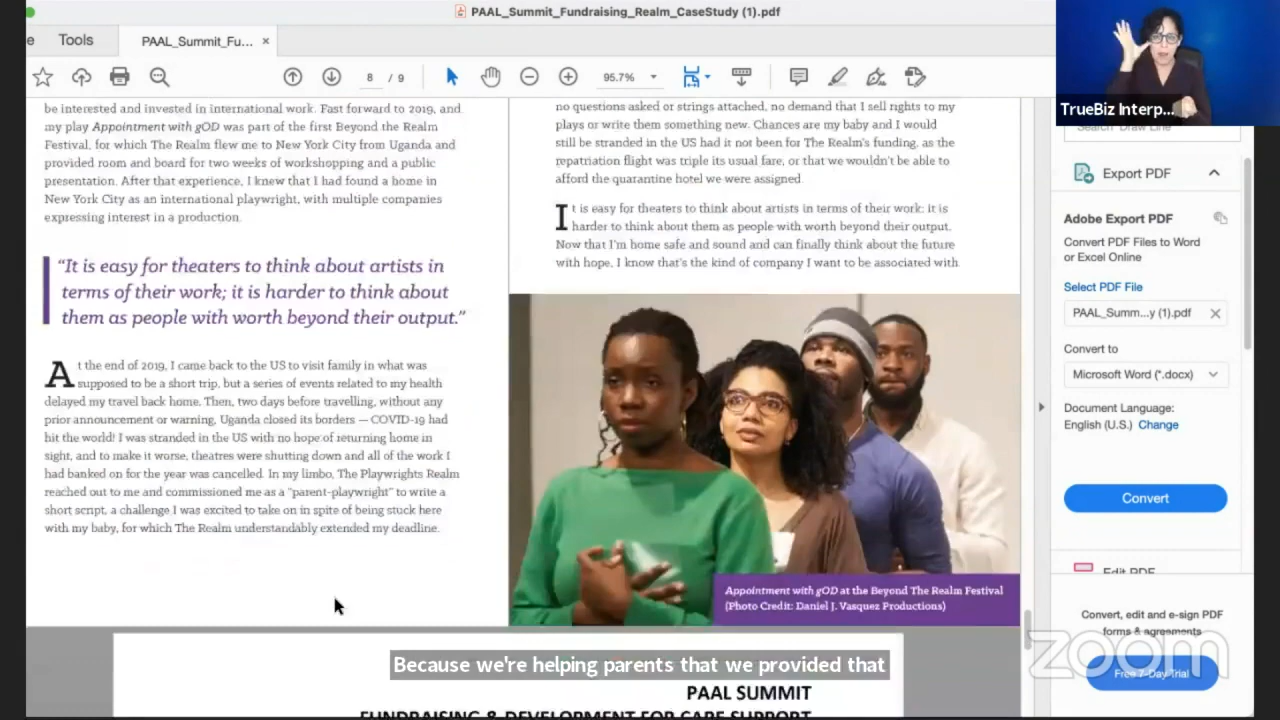 PAAL_Summit_Fundraising_Realm_CaseStudy (1).pdf
e
Tools
PAAL_Summit_Fu... ×
8 / 9
95.7%
TrueBiz Interp...
be interested and invested in international work. Fast forward to 2019, and
my play Appointment with gOD was part of the first Beyond the Realm
Festival, for which The Realm flew me to New York City from Uganda and
provided room and board for two weeks of workshopping and a public
presentation. After that experience, I knew that I had found a home in
New York City as an international playwright, with multiple companies
expressing interest in a production.
“It is easy for theaters to think about artists in
terms of their work; it is harder to think about
them as people with worth beyond their output.”
At the end of 2019, I came back to the US to visit family in what was
supposed to be a short trip, but a series of events related to my health
delayed my travel back home. Then, two days before travelling, without any
prior announcement or warning, Uganda closed its borders — COVID-19 had
hit the world! I was stranded in the US with no hope of returning home in
sight, and to make it worse, theatres were shutting down and all of the work I
had banked on for the year was cancelled. In my limbo, The Playwrights Realm
reached out to me and commissioned me as a "parent-playwright" to write a
short script, a challenge I was excited to take on in spite of being stuck here
with my baby, for which The Realm understandably extended my deadline.
no questions asked or strings attached, no demand that I sell rights to my
plays or write them something new. Chances are my baby and I would
still be stranded in the US had it not been for The Realm's funding, as the
repatriation flight was triple its usual fare, or that we wouldn't be able to
afford the quarantine hotel we were assigned.
It is easy for theaters to think about artists in terms of their work; it is
harder to think about them as people with worth beyond their output.
Now that I'm home safe and sound and can finally think about the future
with hope, I know that's the kind of company I want to be associated with
Appointment with gOD at the Beyond The Realm Festival
(Photo Credit: Daniel J. Vasquez Productions)
Search 'Draw Line'
Export PDF
Adobe Export PDF
Convert PDF Files to Word
or Excel Online
Select PDF File
PAAL_Summ...y (1).pdf ×
Convert to
Microsoft Word (*.docx)
Document Language:
English (U.S.) Change
Convert
Edit PDF
Convert, edit and e-sign PDF
forms & agreements
Free 7-Day Trial
zoom
Because we're helping parents that we provided that
PAAL SUMMIT
FUNDRAISING & DEVELOPMENT FOR CARE SUPPORT